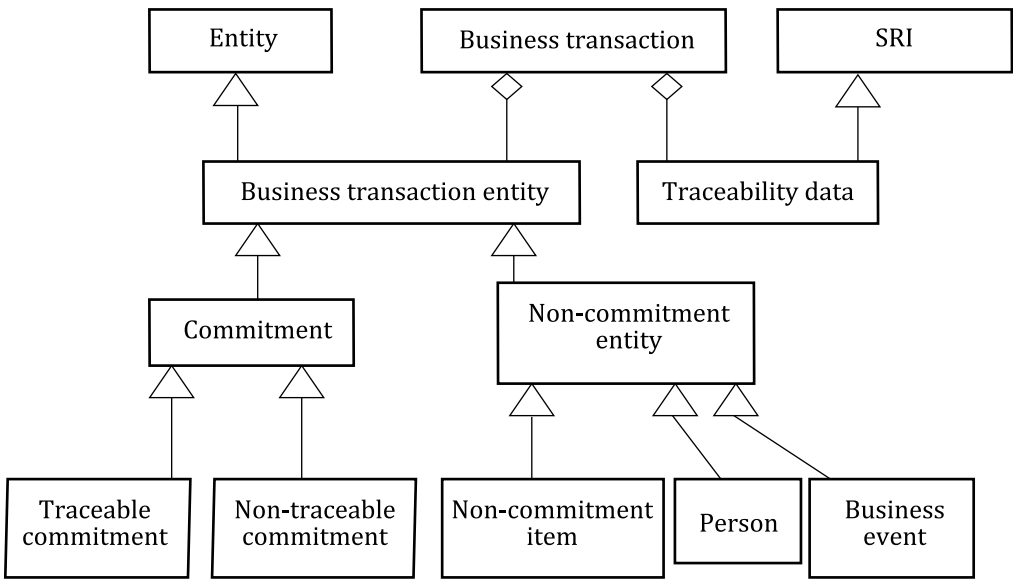 Entity
Business transaction
SRI
Business transaction entity
Traceability data
Commitment
Non-commitment
entity
Traceable
commitment
Non-traceable
commitment
Non-commitment
item
Person
Business
event